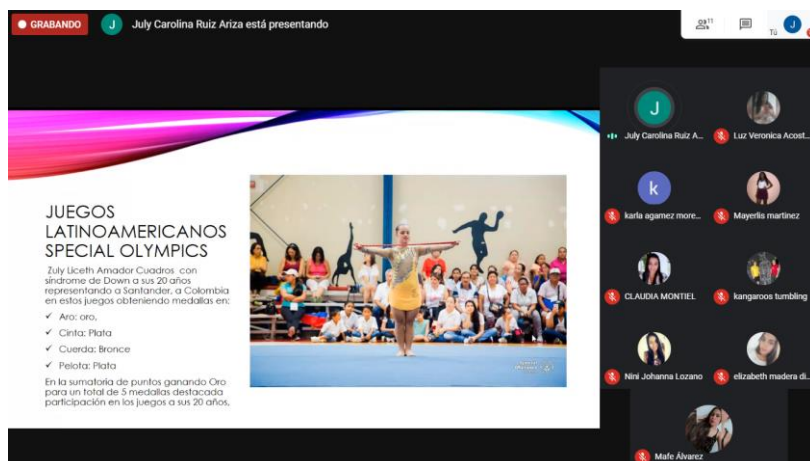 GRABANDO
J
July Carolina Ruiz Ariza está presentando
11
Tú
J
JUEGOS
LATINOAMERICANOS
SPECIAL OLYMPICS
Zuly Liceth Amador Cuadros con
síndrome de Down a sus 20 años
representando a Santander, a Colombia
en estos juegos obteniendo medallas en:
✓ Aro: oro,
✓ Cinta: Plata
✓ Cuerda: Bronce
✓ Pelota: Plata
En la sumatoria de puntos ganando Oro
para un total de 5 medallas destacada
participación en los juegos a sus 20 años.
J
July Carolina Ruiz A...
Luz Veronica Acost...
k
karla agamez more...
Mayerlis martinez
CLAUDIA MONTIEL
kangaroos tumbling
Nini Johanna Lozano
elizabeth madera di...
Mafe Álvarez